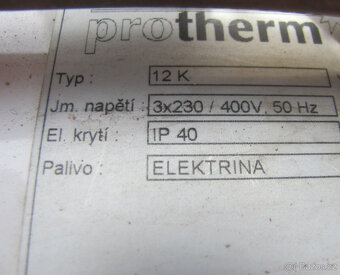 protherm
Typ : 12 K
Jm. napětí : 3x230 / 400V, 50 Hz
El. krytí : IP 40
Palivo : ELEKTRINA